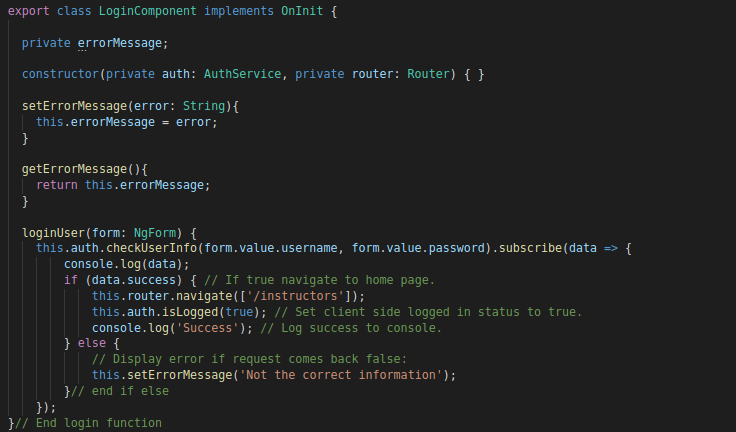 export class LoginComponent implements OnInit {
private errorMessage;
constructor(private auth: AuthService, private router: Router) { }
setErrorMessage(error: String){
this.errorMessage = error;
}
getErrorMessage(){
return this.errorMessage;
}
loginUser(form: NgForm) {
this.auth.checkUserInfo(form.value.username, form.value.password).subscribe(data => {
console.log(data);
if (data.success) { // If true navigate to home page.
this.router.navigate(['/instructors']);
this.auth.isLogged(true); // Set client side logged in status to true.
console.log('Success'); // Log success to console.
} else {
// Display error if request comes back false:
this.setErrorMessage('Not the correct information');
}// end if else
});
}// End login function